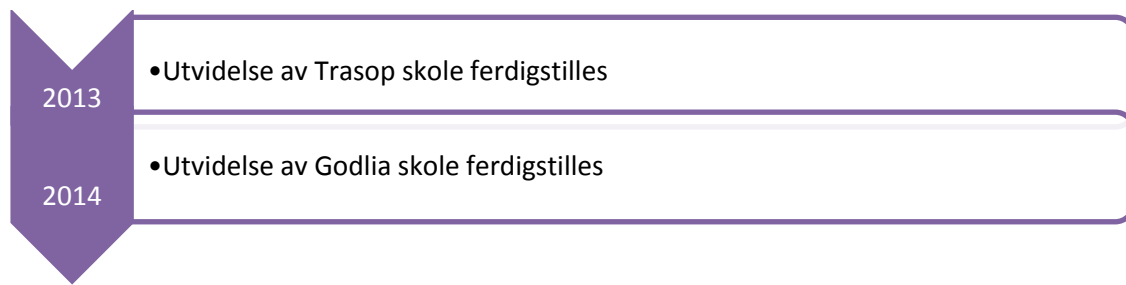 2013
•Utvidelse av Trasop skole ferdigstilles
2014
•Utvidelse av Godlia skole ferdigstilles